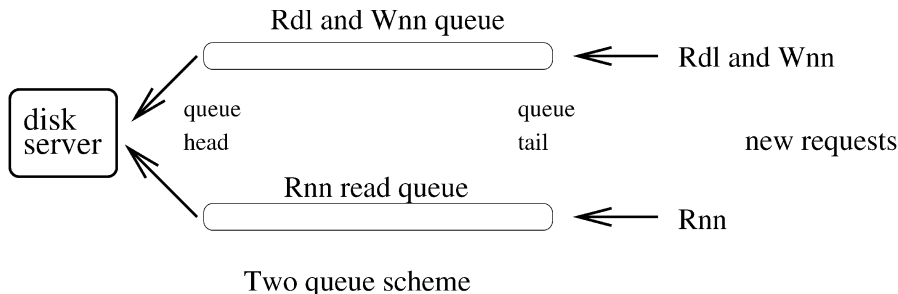 Rdl and Wnn queue
Rdl and Wnn
disk
server
queue
head
queue
tail
new requests
Rnn read queue
Rnn
Two queue scheme